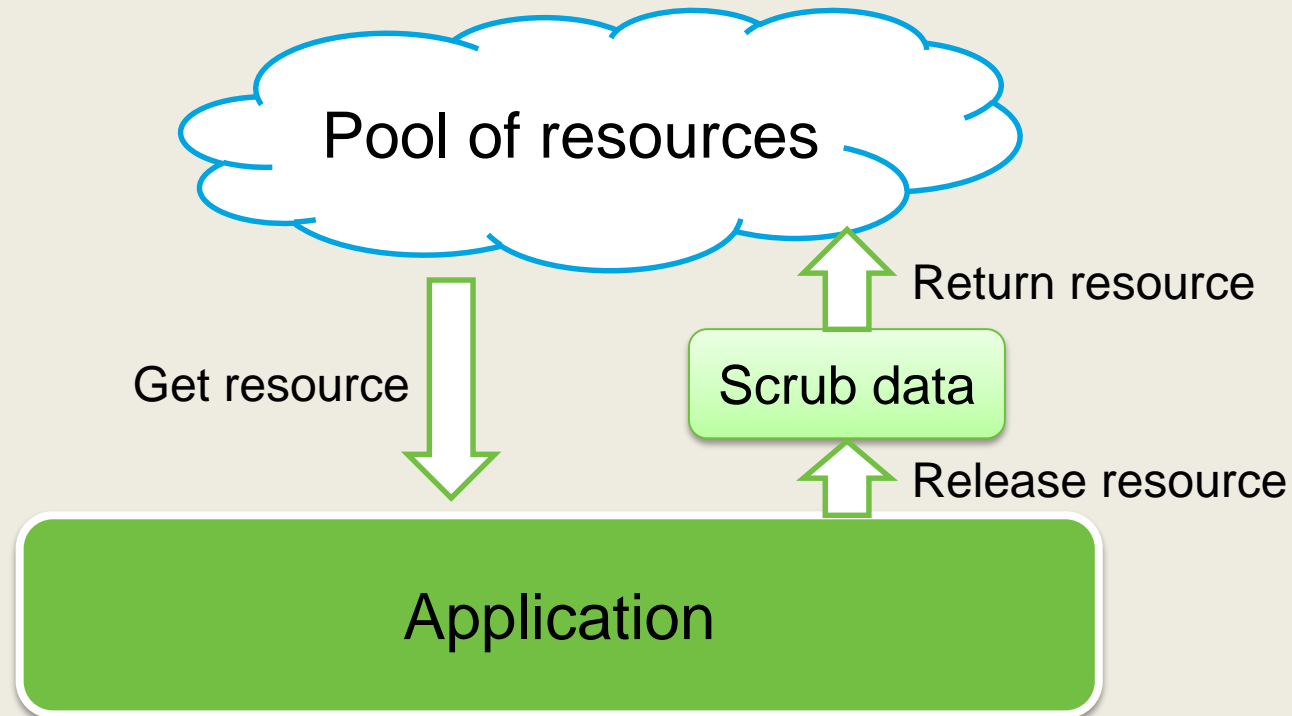 Pool of resources
Return resource
Get resource
Scrub data
Release resource
Application